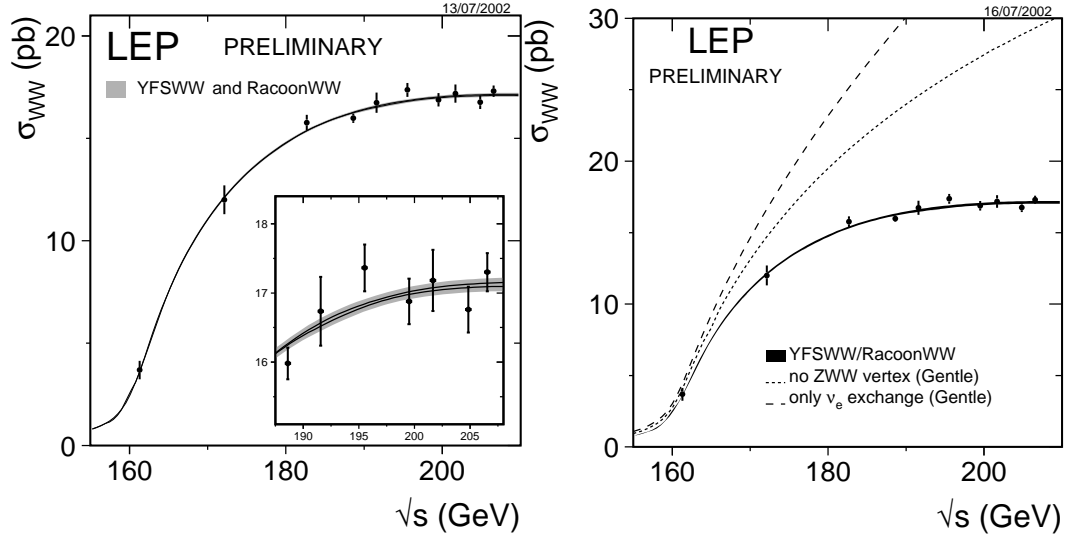 13/07/2002
LEP PRELIMINARY
YFSWW and RacoonWW
σWW (pb)
20
10
0
18
17
16
190 195 200 205
160 180 200
√s (GeV)
16/07/2002
LEP
PRELIMINARY
σWW (pb)
30
20
10
0
YFSWW/RacoonWW
no ZWW vertex (Gentle)
only νe exchange (Gentle)
160 180 200
√s (GeV)